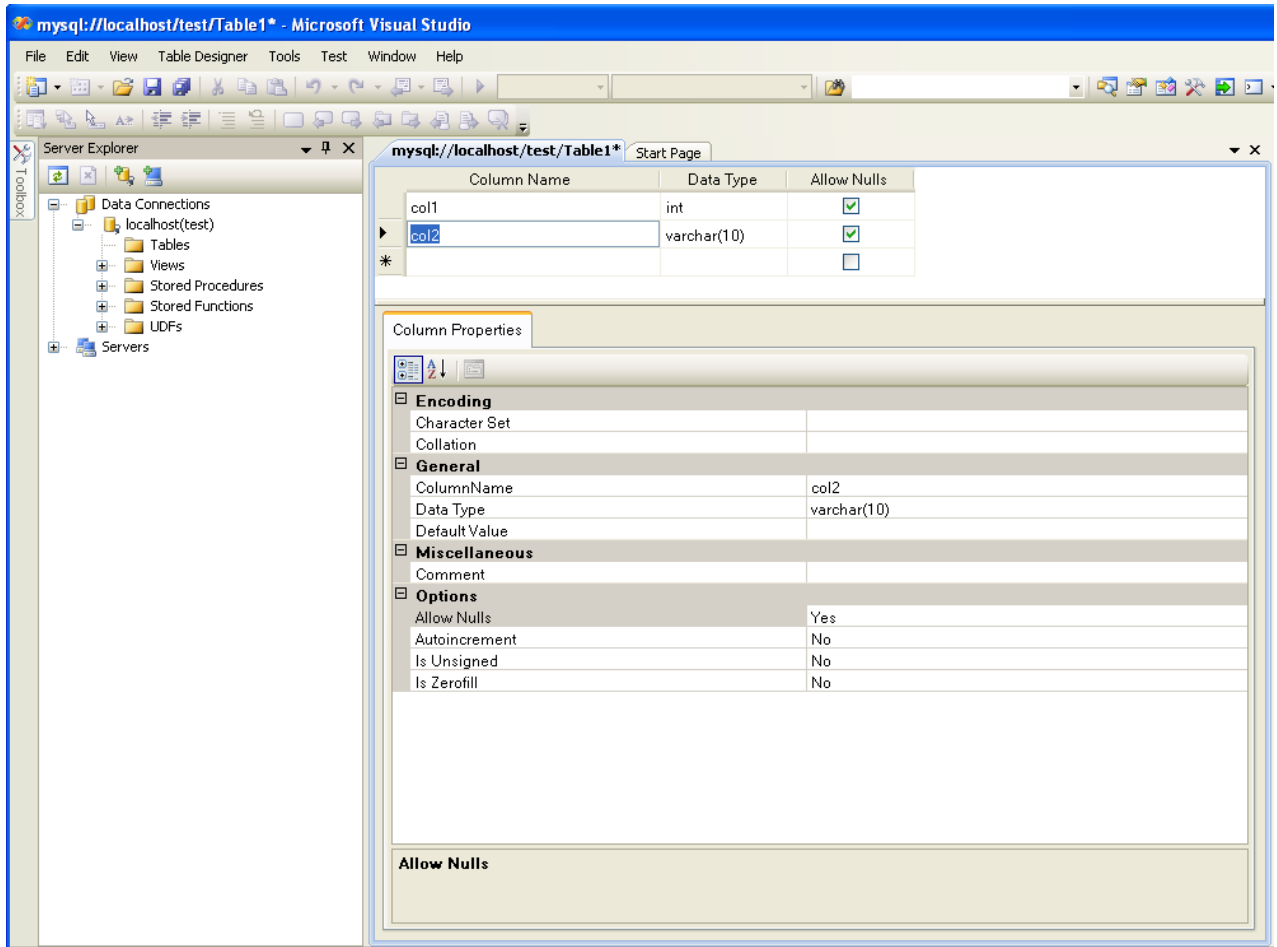 mysql://localhost/test/Table1* - Microsoft Visual Studio
File Edit View Table Designer Tools Test Window Help
Toolbox
Server Explorer
Data Connections
localhost(test)
Tables
Views
Stored Procedures
Stored Functions
UDFs
Servers
mysql://localhost/test/Table1* Start Page
Column Name Data Type Allow Nulls
col1 int
col2 varchar(10)
Column Properties
Encoding
Character Set
Collation
General
ColumnName col2
Data Type varchar(10)
Default Value
Miscellaneous
Comment
Options
Allow Nulls Yes
Autoincrement No
Is Unsigned No
Is Zerofill No
Allow Nulls